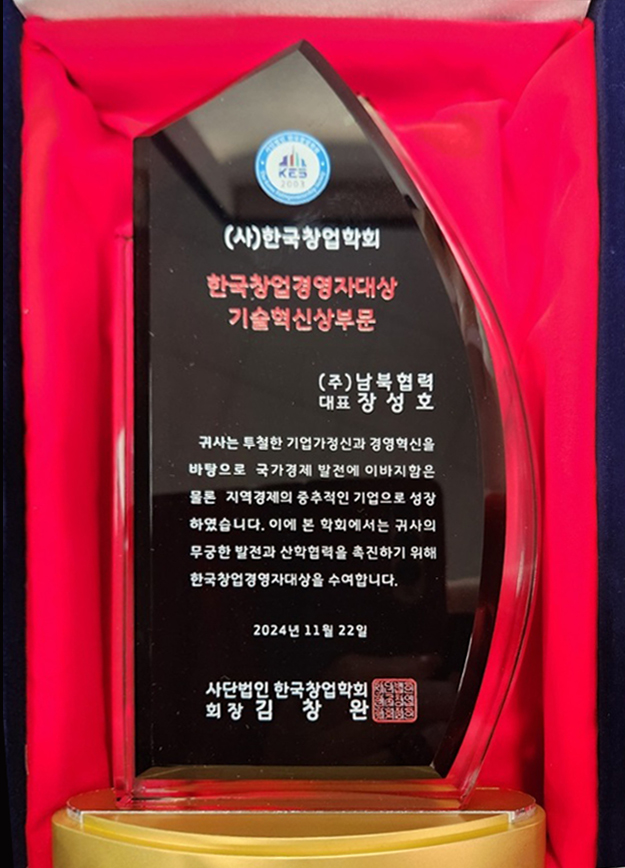 KES
2003
(사)한국창업학회
한국창업경영자대상
기술혁신상부문
(주)남북협력
대표 장성호
귀사는 투철한 기업가정신과 경영혁신을
바탕으로 국가경제 발전에 이바지함은
물론 지역경제의 중추적인 기업으로 성장
하였습니다. 이에 본 학회에서는 귀사의
무궁한 발전과 산학협력을 촉진하기 위해
한국창업경영자대상을 수여합니다.
2024년 11월 22일
사단법인 한국창업학회
회장 김 창 완